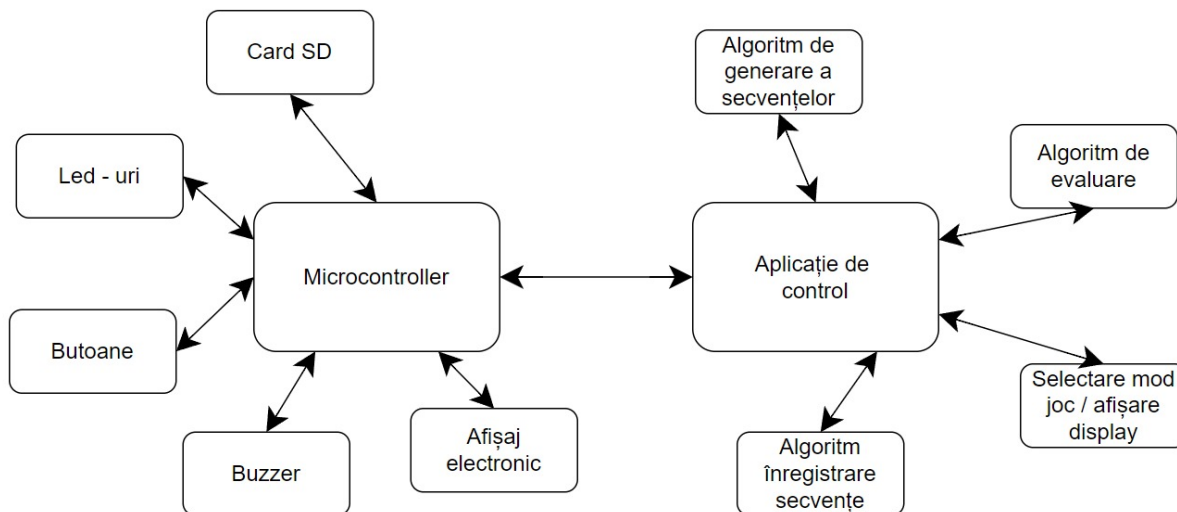 Card SD
Algoritm de
generare a
secvențelor
Led - uri
Algoritm de
evaluare
Microcontroller
Aplicație de
control
Butoane
Selectare mod
joc / afișare
display
Buzzer
Afișaj
electronic
Algoritm
înregistrare
secvențe